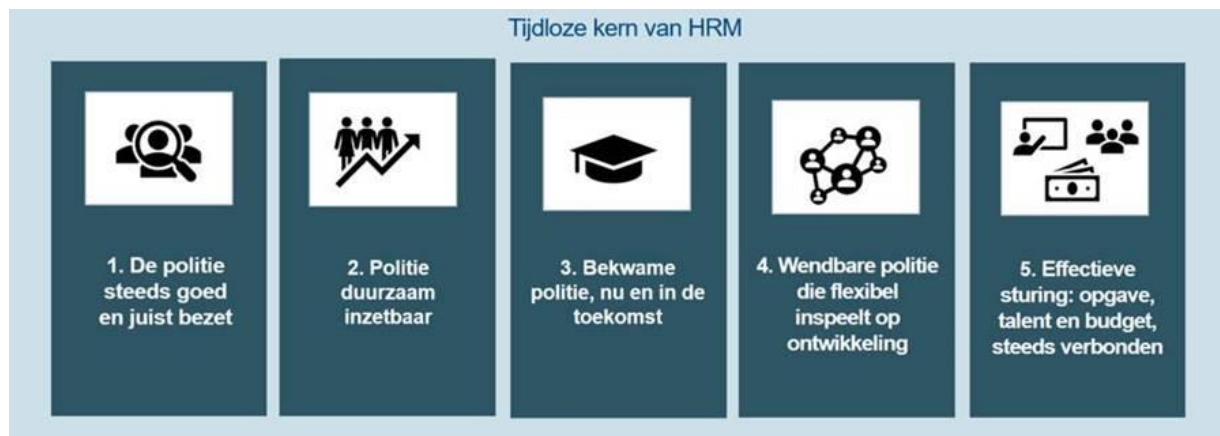 Tijdloze kern van HRM
1. De politie
steeds goed
en juist bezet
2. Politie
duurzaam
inzetbaar
3. Bekwame
politie, nu en in de
toekomst
4. Wendbare politie
die flexibel
inspeelt op
ontwikkeling
5. Effectieve
sturing: opgave,
talent en budget,
steeds verbonden